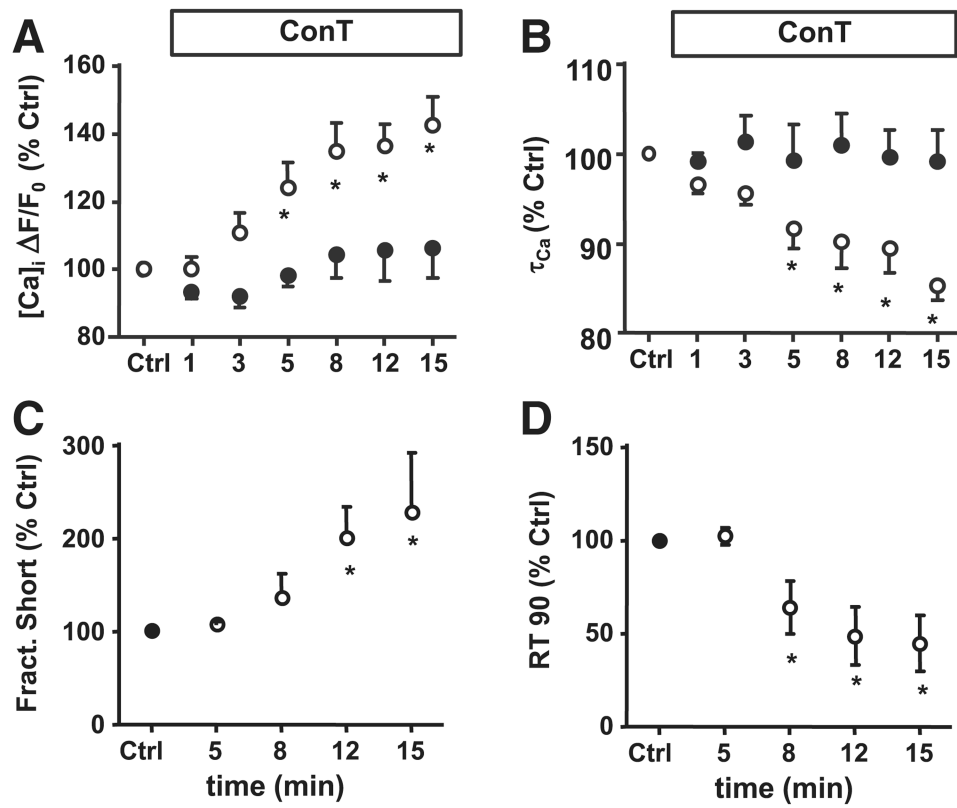 A
ConT
[Ca]i ΔF/F0 (% Ctrl)
160
140
120
100
80
* * * *
Ctrl 1 3 5 8 12 15
B
ConT
τCa (% Ctrl)
110
100
90
80
* * * *
Ctrl 1 3 5 8 12 15
C
Fract. Short (% Ctrl)
300
200
100
0
* *
Ctrl 5 8 12 15
time (min)
D
RT 90 (% Ctrl)
150
100
50
0
* * *
Ctrl 5 8 12 15
time (min)